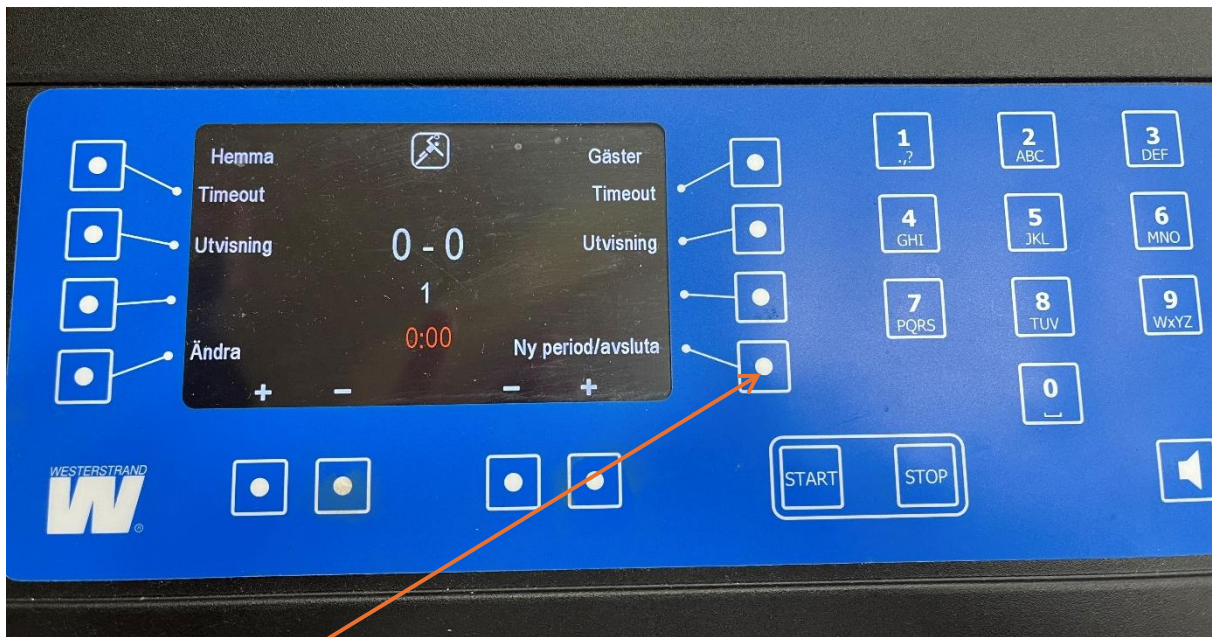 Hemma Gäster
Timeout Timeout
Utvisning 0 - 0 Utvisning
1
0:00
Ändra Ny period/avsluta
+ − − +
WESTERSTRAND
W
®
START STOP
1 2 3
.,? ABC DEF
4 5 6
GHI JKL MNO
7 8 9
PQRS TUV WxYZ
0